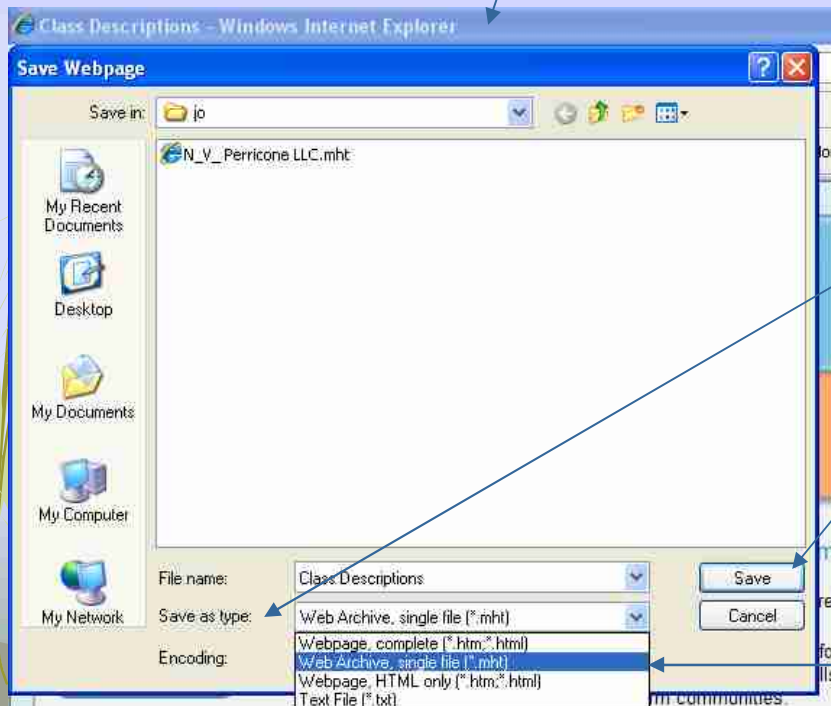 Class Descriptions - Windows Internet Explorer
Save Webpage
Save in:
jo
N_V_ Perricone LLC.mht
My Recent
Documents
Desktop
My Documents
My Computer
My Network
File name:
Class Descriptions
Save
Save as type:
Web Archive, single file (*.mht)
Cancel
Encoding:
Webpage, complete (*.htm;*.html)
Web Archive, single file (*.mht)
Webpage, HTML only (*.htm;*.html)
Text File (*.txt)
communities.